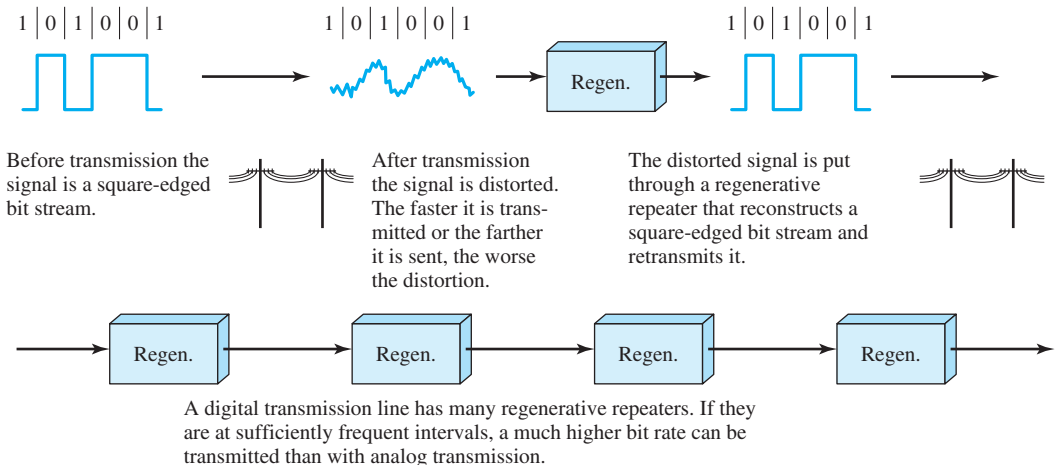 1 | 0 | 1 | 0 | 0 | 1
1 | 0 | 1 | 0 | 0 | 1
1 | 0 | 1 | 0 | 0 | 1
Regen.
Before transmission the
signal is a square-edged
bit stream.
After transmission
the signal is distorted.
The faster it is trans-
mitted or the farther
it is sent, the worse
the distortion.
The distorted signal is put
through a regenerative
repeater that reconstructs a
square-edged bit stream and
retransmits it.
Regen.
Regen.
Regen.
Regen.
A digital transmission line has many regenerative repeaters. If they
are at sufficiently frequent intervals, a much higher bit rate can be
transmitted than with analog transmission.